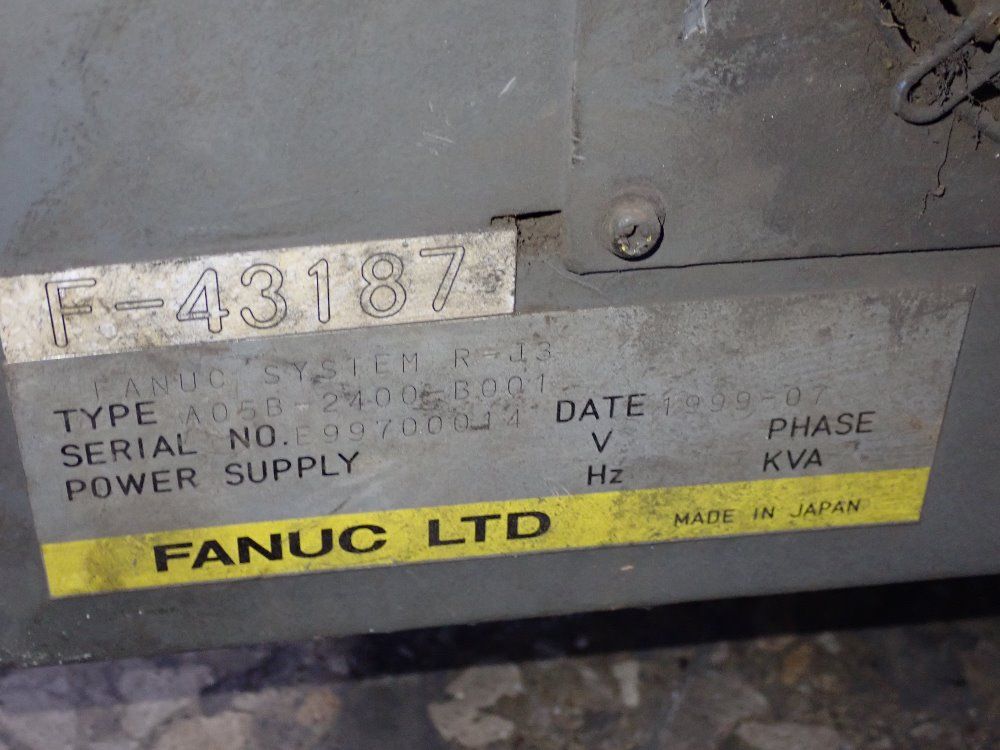 F-43187
FANUC SYSTEM R-J3
TYPE A05B-2400-B001
SERIAL NO. E99700014 DATE 1999-07
POWER SUPPLY V PHASE
Hz KVA
FANUC LTD MADE IN JAPAN